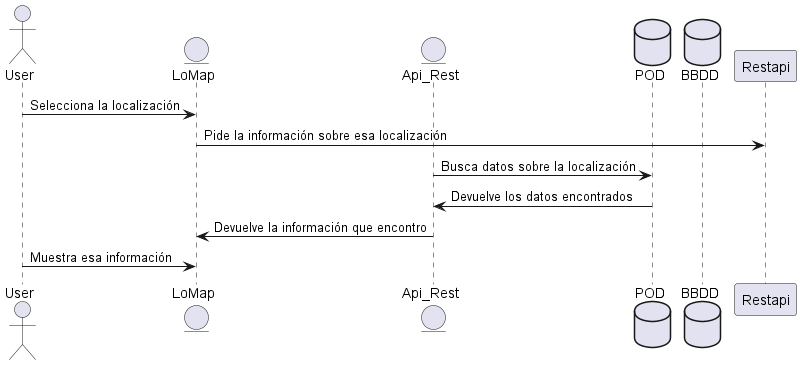 User
LoMap
Api_Rest
POD
BBDD
Restapi
Selecciona la localización
Pide la información sobre esa localización
Busca datos sobre la localización
Devuelve los datos encontrados
Devuelve la información que encontro
Muestra esa información
User
LoMap
Api_Rest
POD
BBDD
Restapi